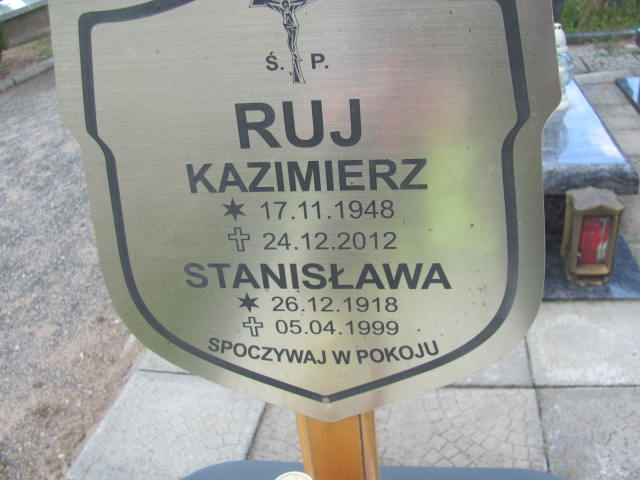 Ś. P.
RUJ
KAZIMIERZ
17.11.1948
24.12.2012
STANISŁAWA
26.12.1918
05.04.1999
SPOCZYWAJ W POKOJU